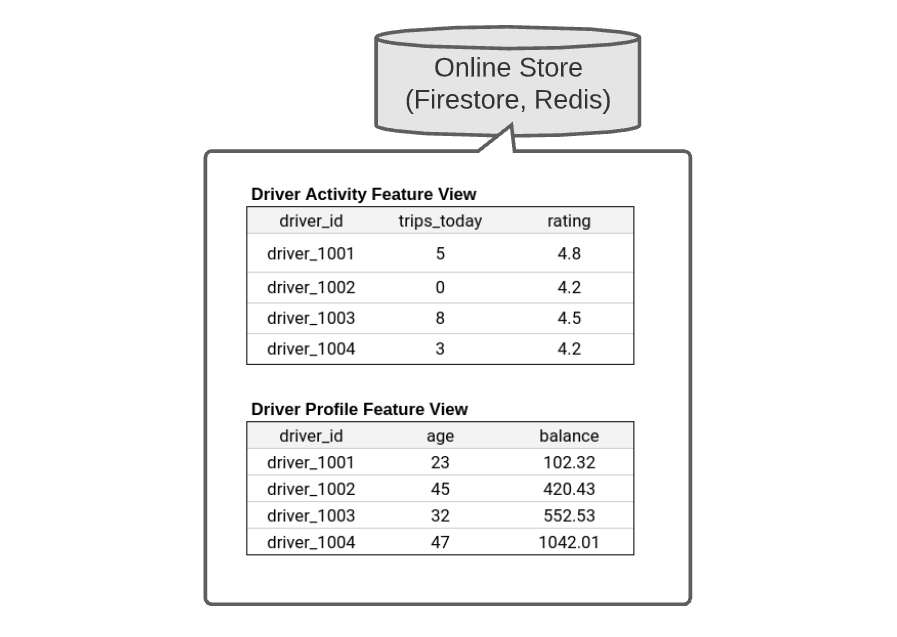 Online Store
(Firestore, Redis)
Driver Activity Feature View
driver_id trips_today rating
driver_1001 5 4.8
driver_1002 0 4.2
driver_1003 8 4.5
driver_1004 3 4.2
Driver Profile Feature View
driver_id age balance
driver_1001 23 102.32
driver_1002 45 420.43
driver_1003 32 552.53
driver_1004 47 1042.01